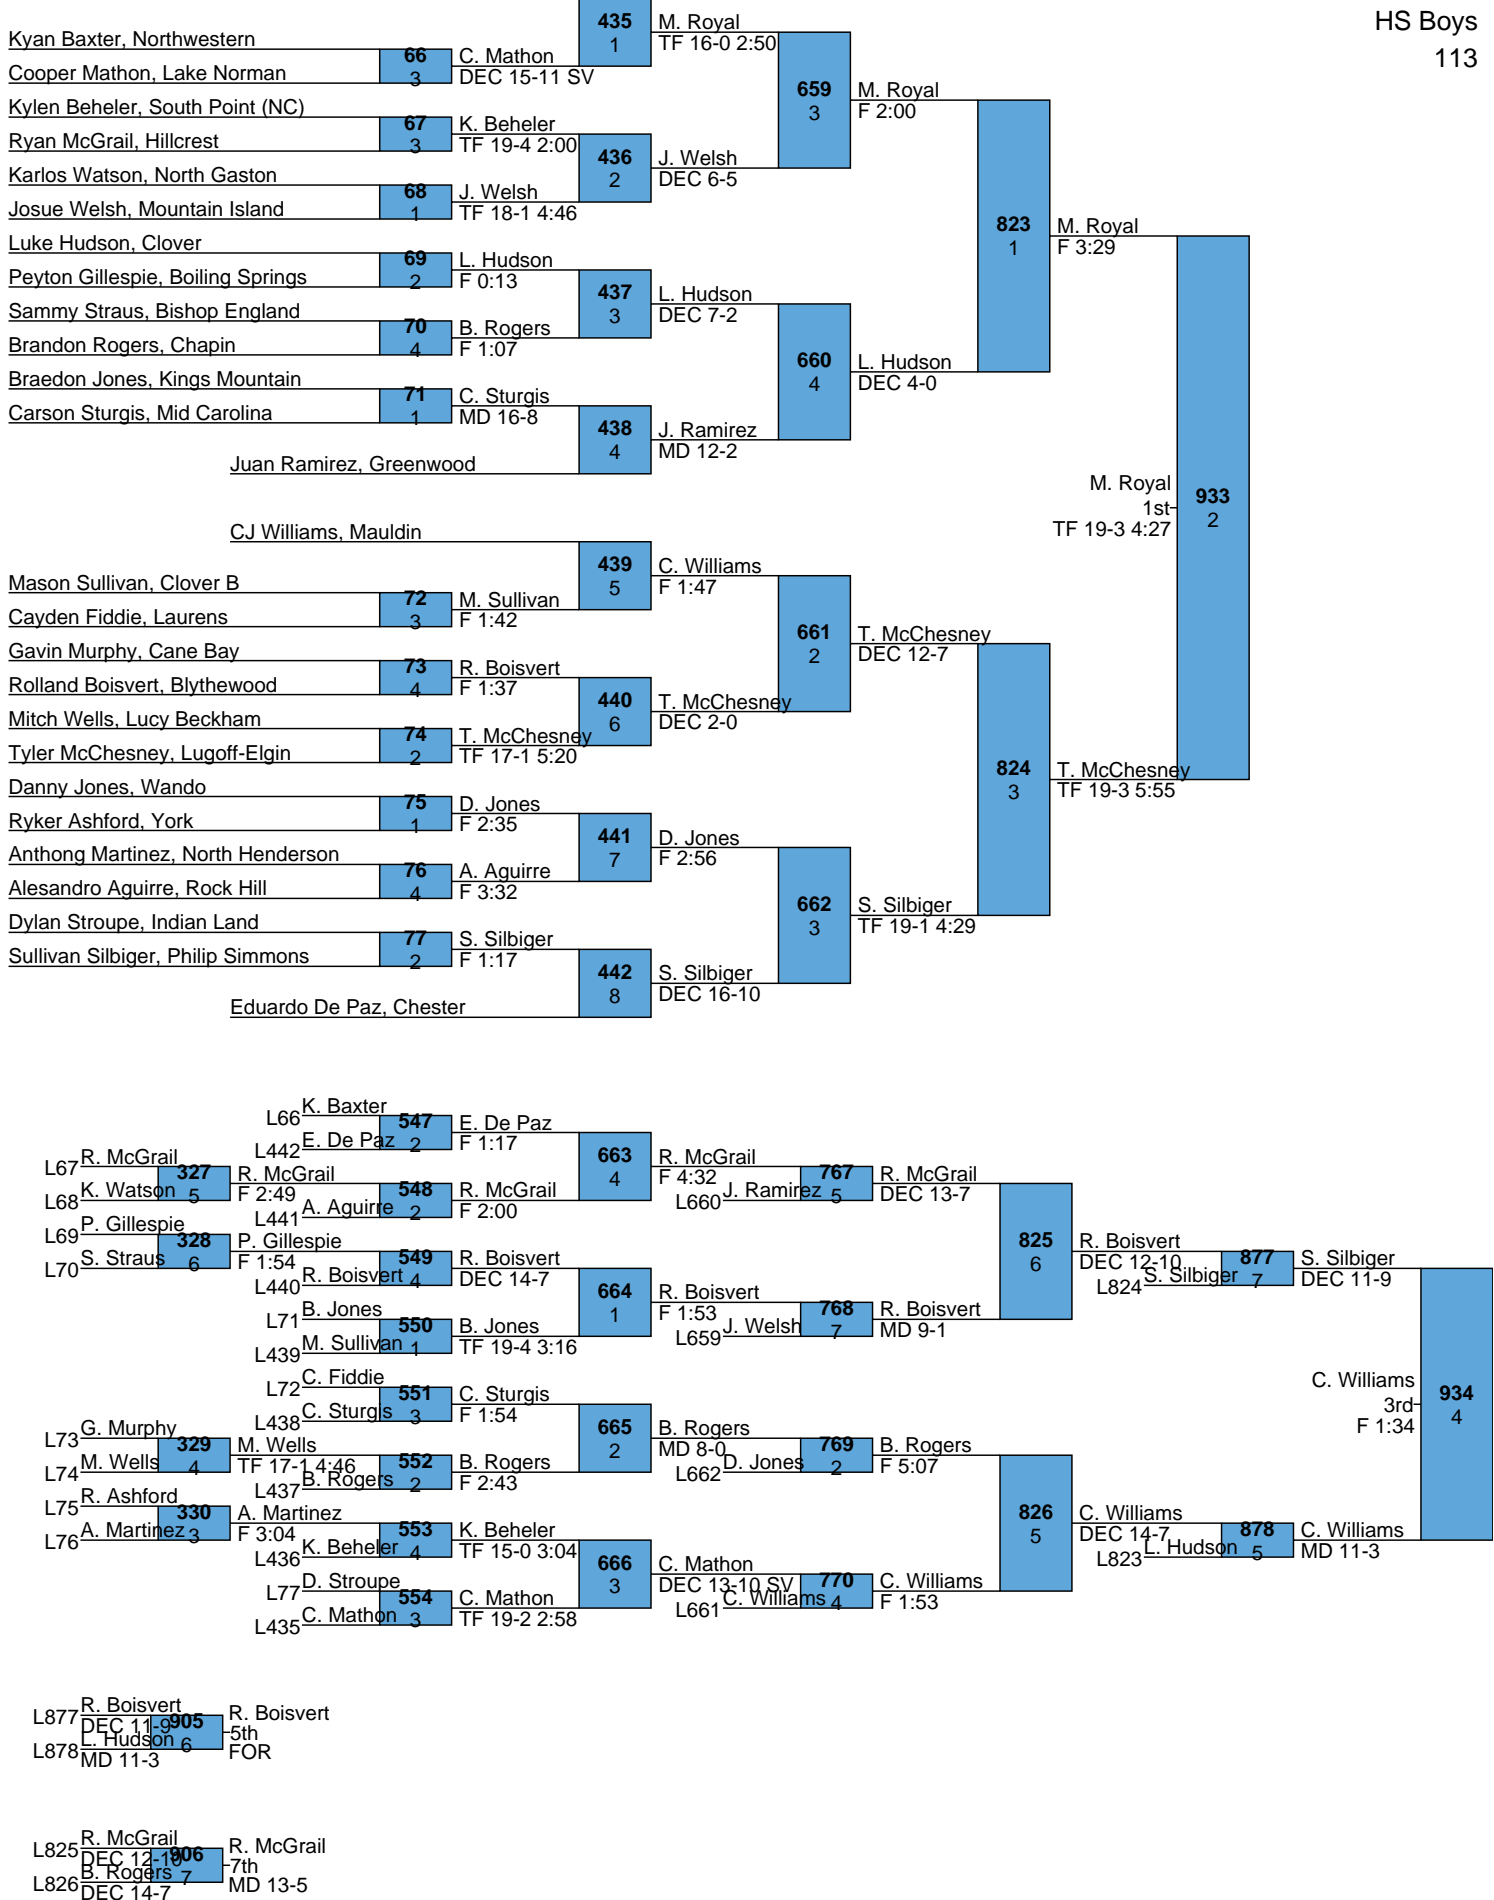 HS Boys
113
435
1
M. Royal
TF 16-0 2:50
Kyan Baxter, Northwestern
66
3
C. Mathon
DEC 15-11 SV
Cooper Mathon, Lake Norman
659
3
M. Royal
F 2:00
Kylen Beheler, South Point (NC)
67
3
K. Beheler
TF 19-4 2:00
Ryan McGrail, Hillcrest
436
2
J. Welsh
DEC 6-5
Karlos Watson, North Gaston
68
1
J. Welsh
TF 18-1 4:46
Josue Welsh, Mountain Island
823
1
M. Royal
F 3:29
Luke Hudson, Clover
69
2
L. Hudson
F 0:13
Peyton Gillespie, Boiling Springs
437
3
L. Hudson
DEC 7-2
Sammy Straus, Bishop England
70
4
B. Rogers
F 1:07
Brandon Rogers, Chapin
660
4
L. Hudson
DEC 4-0
Braedon Jones, Kings Mountain
71
1
C. Sturgis
MD 16-8
Carson Sturgis, Mid Carolina
438
4
J. Ramirez
MD 12-2
Juan Ramirez, Greenwood
M. Royal
1st
TF 19-3 4:27
933
2
CJ Williams, Mauldin
439
5
C. Williams
F 1:47
Mason Sullivan, Clover B
72
3
M. Sullivan
F 1:42
Cayden Fiddie, Laurens
661
2
T. McChesney
DEC 12-7
Gavin Murphy, Cane Bay
73
4
R. Boisvert
F 1:37
Rolland Boisvert, Blythewood
440
6
T. McChesney
DEC 2-0
Mitch Wells, Lucy Beckham
74
2
T. McChesney
TF 17-1 5:20
Tyler McChesney, Lugoff-Elgin
824
3
T. McChesney
TF 19-3 5:55
Danny Jones, Wando
75
1
D. Jones
F 2:35
Ryker Ashford, York
441
7
D. Jones
F 2:56
Anthong Martinez, North Henderson
76
4
A. Aguirre
F 3:32
Alesandro Aguirre, Rock Hill
662
3
S. Silbiger
TF 19-1 4:29
Dylan Stroupe, Indian Land
77
2
S. Silbiger
F 1:17
Sullivan Silbiger, Philip Simmons
442
8
S. Silbiger
DEC 16-10
Eduardo De Paz, Chester
L66
K. Baxter
547
2
E. De Paz
F 1:17
L442
E. De Paz
663
4
R. McGrail
F 4:32
L67
R. McGrail
327
5
R. McGrail
F 2:49
L68
K. Watson
548
2
R. McGrail
F 2:00
L441
A. Aguirre
767
5
R. McGrail
DEC 13-7
L660
J. Ramirez
L69
P. Gillespie
328
6
P. Gillespie
F 1:54
L70
S. Straus
549
4
R. Boisvert
DEC 14-7
L440
R. Boisvert
825
6
R. Boisvert
DEC 12-10
L824
S. Silbiger
877
7
S. Silbiger
DEC 11-9
664
1
R. Boisvert
F 1:53
L71
B. Jones
550
1
B. Jones
TF 19-4 3:16
L439
M. Sullivan
L659
J. Welsh
768
7
R. Boisvert
MD 9-1
L72
C. Fiddie
551
3
C. Sturgis
F 1:54
L438
C. Sturgis
C. Williams
3rd
F 1:34
934
4
665
2
B. Rogers
MD 8-0
L73
G. Murphy
329
4
M. Wells
TF 17-1 4:46
L74
M. Wells
552
2
B. Rogers
F 2:43
L437
B. Rogers
L662
D. Jones
769
2
B. Rogers
F 5:07
L75
R. Ashford
330
3
A. Martinez
F 3:04
L76
A. Martinez
553
4
K. Beheler
TF 15-0 3:04
L436
K. Beheler
826
5
C. Williams
DEC 14-7
L823
L. Hudson
878
5
C. Williams
MD 11-3
666
3
C. Mathon
DEC 13-10 SV
L77
D. Stroupe
554
3
C. Mathon
TF 19-2 2:58
L435
C. Mathon
L661
C. Williams
770
4
C. Williams
F 1:53
L877
R. Boisvert
DEC 11-9
905
6
R. Boisvert
5th
FOR
L878
L. Hudson
MD 11-3
L825
R. McGrail
DEC 12-10
906
7
R. McGrail
7th
MD 13-5
L826
B. Rogers
DEC 14-7